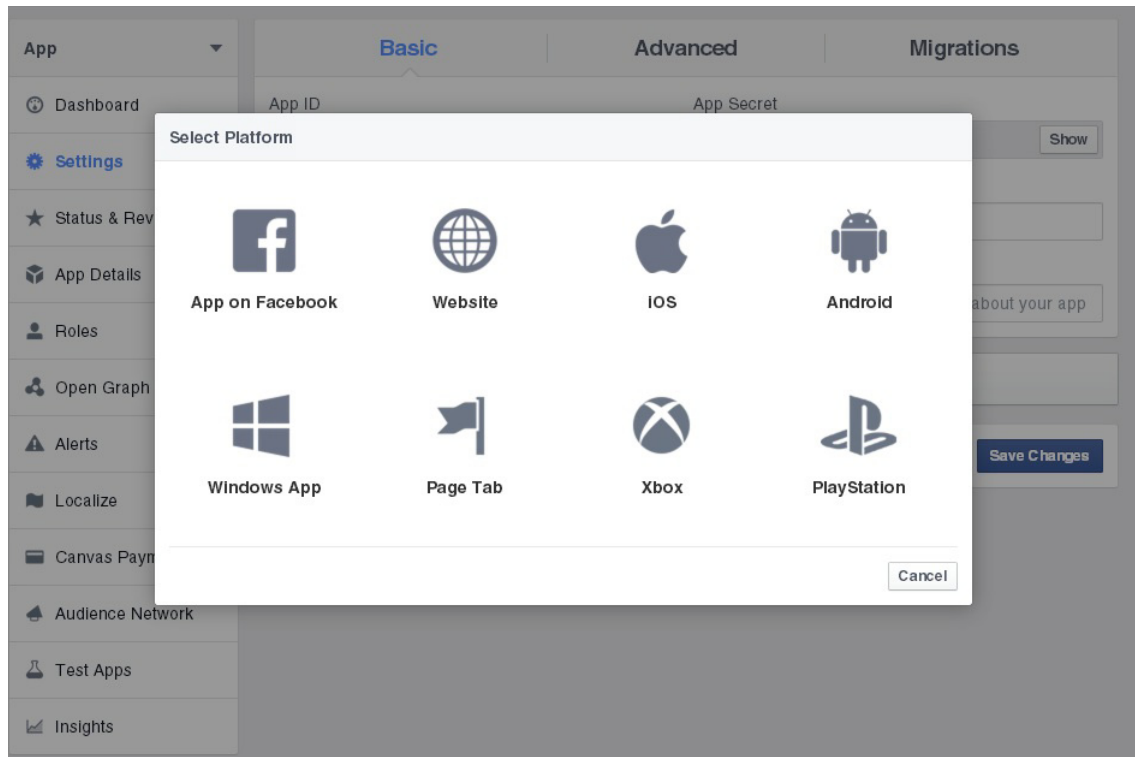 App
Basic
Advanced
Migrations
Dashboard
App ID
App Secret
Select Platform
Show
Settings
Status & Rev
App Details
about your app
App on Facebook
Website
iOS
Android
Roles
Open Graph
Alerts
Save Changes
Windows App
Page Tab
Xbox
PlayStation
Localize
Canvas Paym
Cancel
Audience Network
Test Apps
Insights